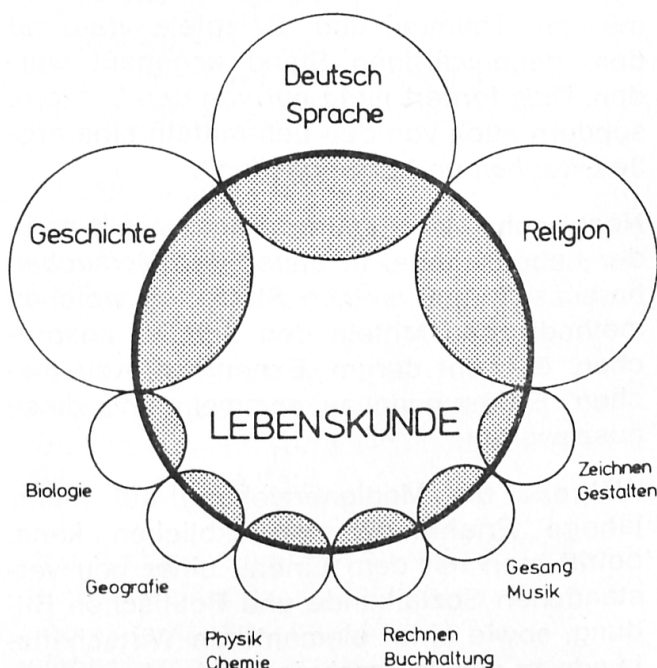 Deutsch
Sprache
Geschichte
Religion
LEBENSKUNDE
Biologie
Zeichnen
Gestalten
Geografie
Gesang
Musik
Physik
Chemie
Rechnen
Buchhaltung